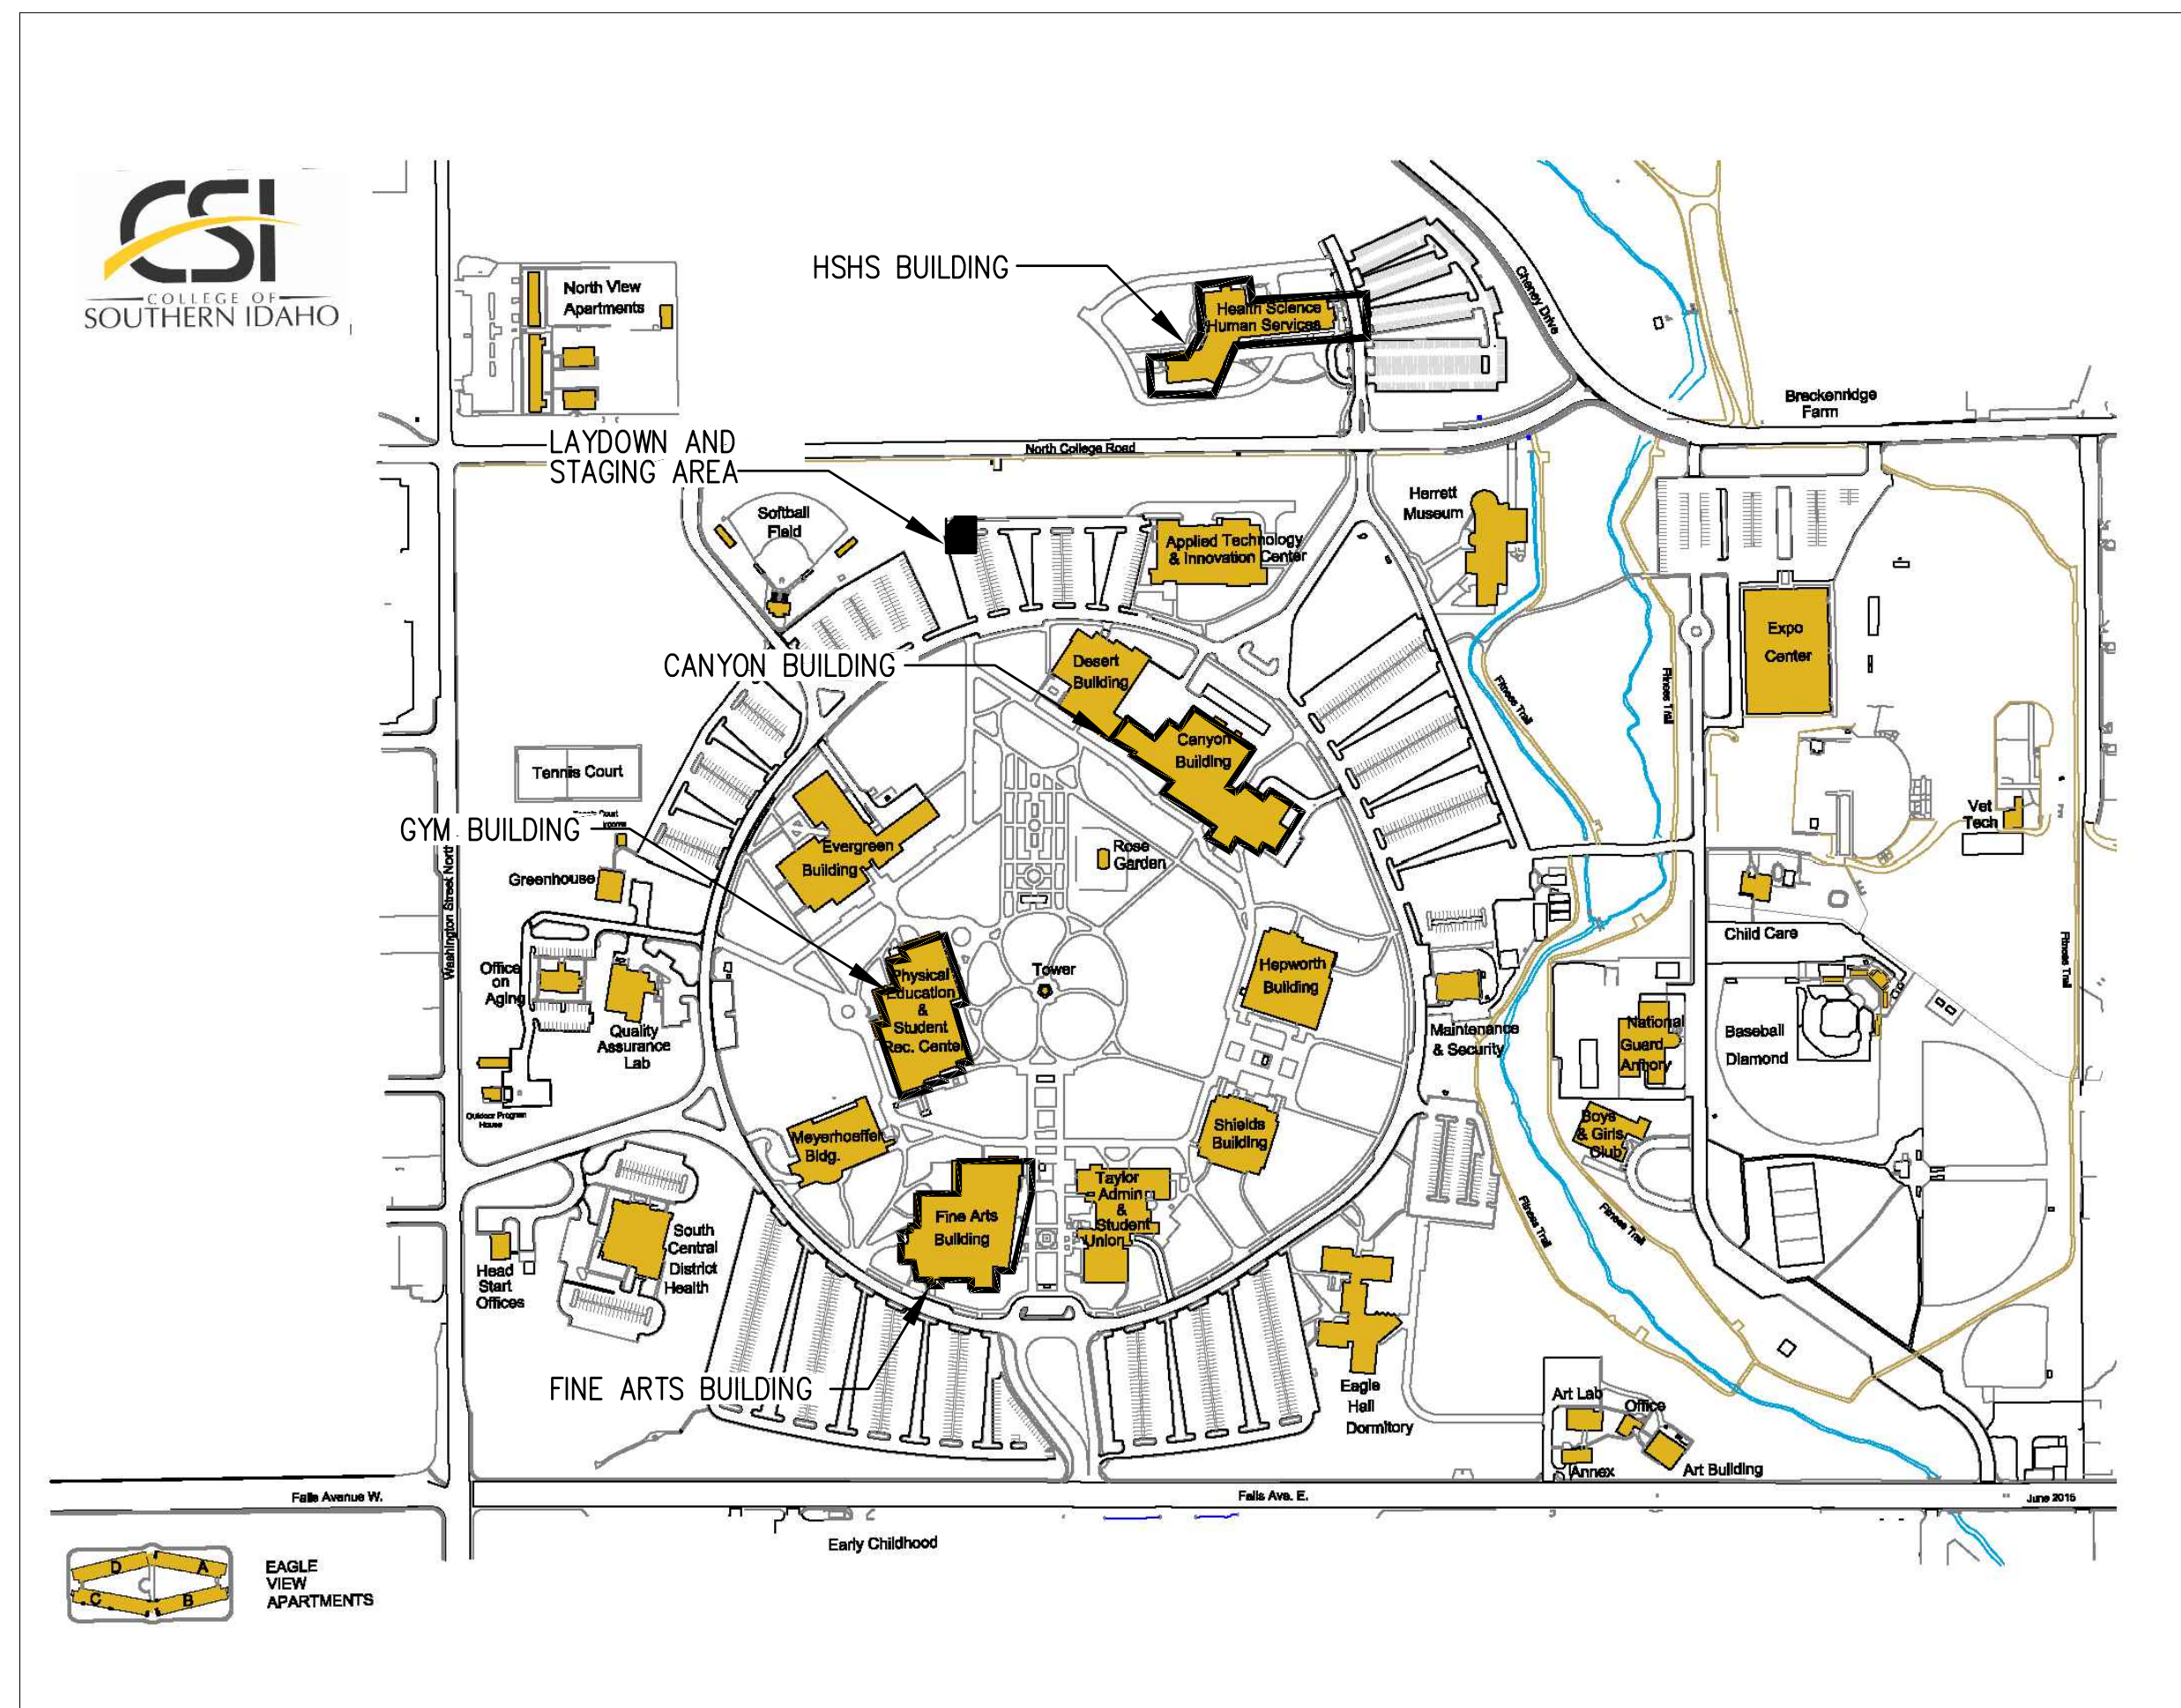 CSI
COLLEGE OF
SOUTHERN IDAHO
North View
Apartments
HSHS BUILDING
Health Science
Human Services
Cheney Drive
Breckenridge
Farm
LAYDOWN AND
STAGING AREA
North College Road
Softball
Field
Applied Technology
& Innovation Center
Herrett
Museum
Expo
Center
CANYON BUILDING
Desert
Building
Canyon
Building
Fitness Trail
Fitness Trail
Tennis Court
Tennis Court
GYM BUILDING
Evergreen
Building
Rose
Garden
Vet
Tech
Greenhouse
Washington Street North
Child Care
Fitness Trail
Office
on
Aging
Quality
Assurance
Lab
Physical
Education
&
Student
Rec. Center
Tower
Hepworth
Building
Maintenance
& Security
National
Guard
Armory
Baseball
Diamond
Outdoor Program
House
Meyerhoeffer
Bldg.
Shields
Building
Boys
& Girls
Club
Fine Arts
Building
Taylor
Admin
&
Student
Union
Fitness Trail
Fitness Trail
South
Central
District
Health
Head
Start
Offices
FINE ARTS BUILDING
Eagle
Hall
Dormitory
Art Lab
Office
Annex
Art Building
Falls Avenue W.
Falls Ave. E.
June 2015
Early Childhood
D
A
C
B
EAGLE
VIEW
APARTMENTS